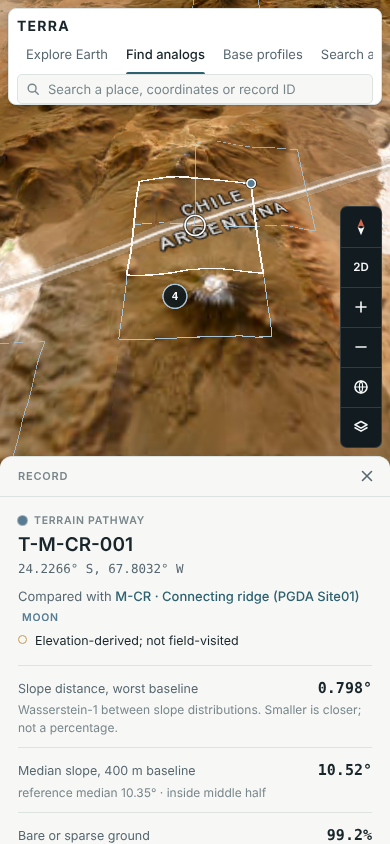 TERRA
Explore Earth Find analogs Base profiles Search a
Search a place, coordinates or record ID
CHILE
ARGENTINA
2D
4
RECORD
TERRAIN PATHWAY
T-M-CR-001
24.2266° S, 67.8032° W
Compared with M-CR · Connecting ridge (PGDA Site01)
MOON
Elevation-derived; not field-visited
Slope distance, worst baseline 0.798°
Wasserstein-1 between slope distributions. Smaller is closer;
not a percentage.
Median slope, 400 m baseline 10.52°
reference median 10.35° · inside middle half
Bare or sparse ground 99.2%